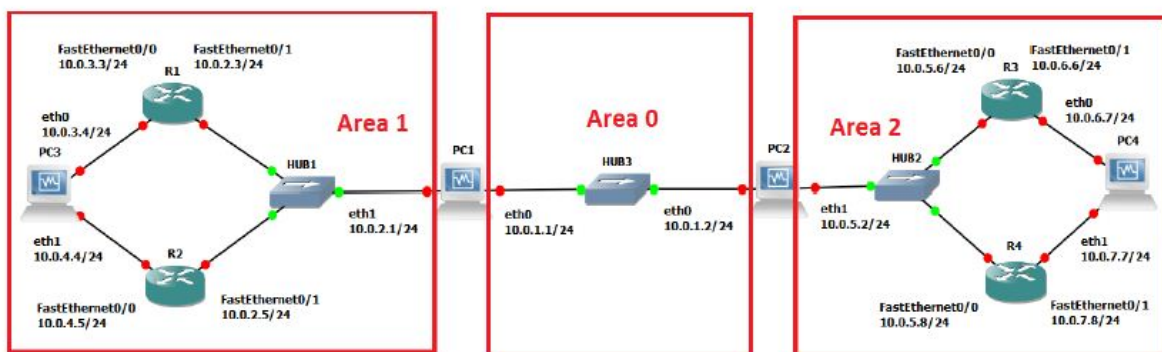 FastEthernet0/0
10.0.3.3/24
FastEthernet0/1
10.0.2.3/24
R1
eth0
10.0.3.4/24
PC3
Area 1
HUB1
eth1
10.0.4.4/24
R2
eth1
10.0.2.1/24
FastEthernet0/0
10.0.4.5/24
FastEthernet0/1
10.0.2.5/24
PC1
Area 0
HUB3
eth0
10.0.1.1/24
eth0
10.0.1.2/24
PC2
Area 2
FastEthernet0/0
10.0.5.6/24
R3
FastEthernet0/1
10.0.6.6/24
eth0
10.0.6.7/24
PC4
HUB2
eth1
10.0.5.2/24
R4
eth1
10.0.7.7/24
FastEthernet0/0
10.0.5.8/24
FastEthernet0/1
10.0.7.8/24